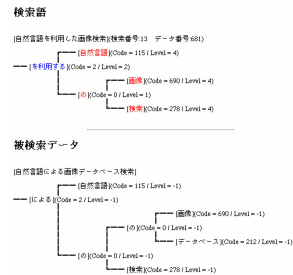 検索語
[自然言語を利用した画像検索](検索番号:13 データ番号:681)
[自然言語](Code = 115 / Level = 4)
[を利用する](Code = 2 / Level = 2)
[画像](Code = 690 / Level = 4)
[の](Code = 0 / Level = 1)
[検索](Code = 278 / Level = 4)
被検索データ
[自然言語による画像データベース検索]
[自然言語](Code = 115 / Level = -1)
[による](Code = 2 / Level = -1)
[画像](Code = 690 / Level = -1)
[の](Code = 0 / Level = -1)
[データベース](Code = 212 / Level = -1)
[の](Code = 0 / Level = -1)
[検索](Code = 278 / Level = -1)